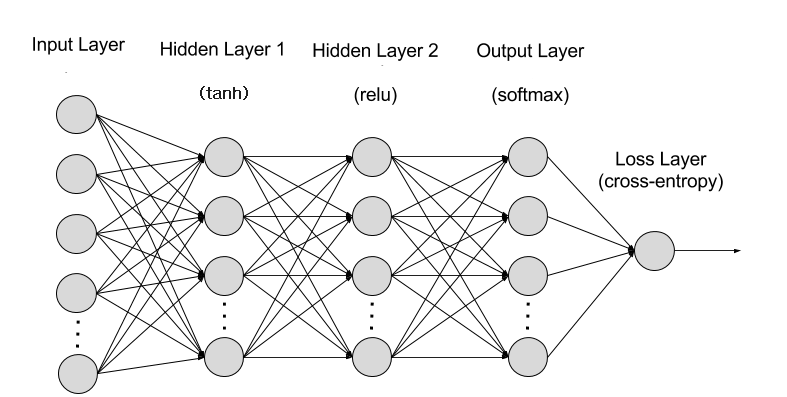 Input Layer
Hidden Layer 1
(tanh)
Hidden Layer 2
(relu)
Output Layer
(softmax)
Loss Layer
(cross-entropy)